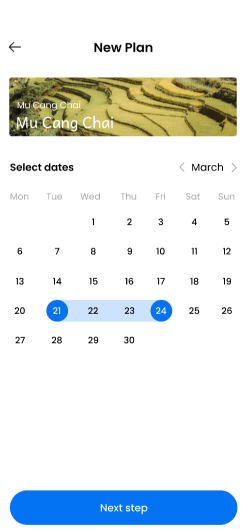 New Plan
Mu Cang Chai
Mu Cang Chai
Select dates
March
Mon Tue Wed Thu Fri Sat Sun
1 2 3 4 5
6 7 8 9 10 11 12
13 14 15 16 17 18 19
20 21 22 23 24 25 26
27 28 29 30
Next step